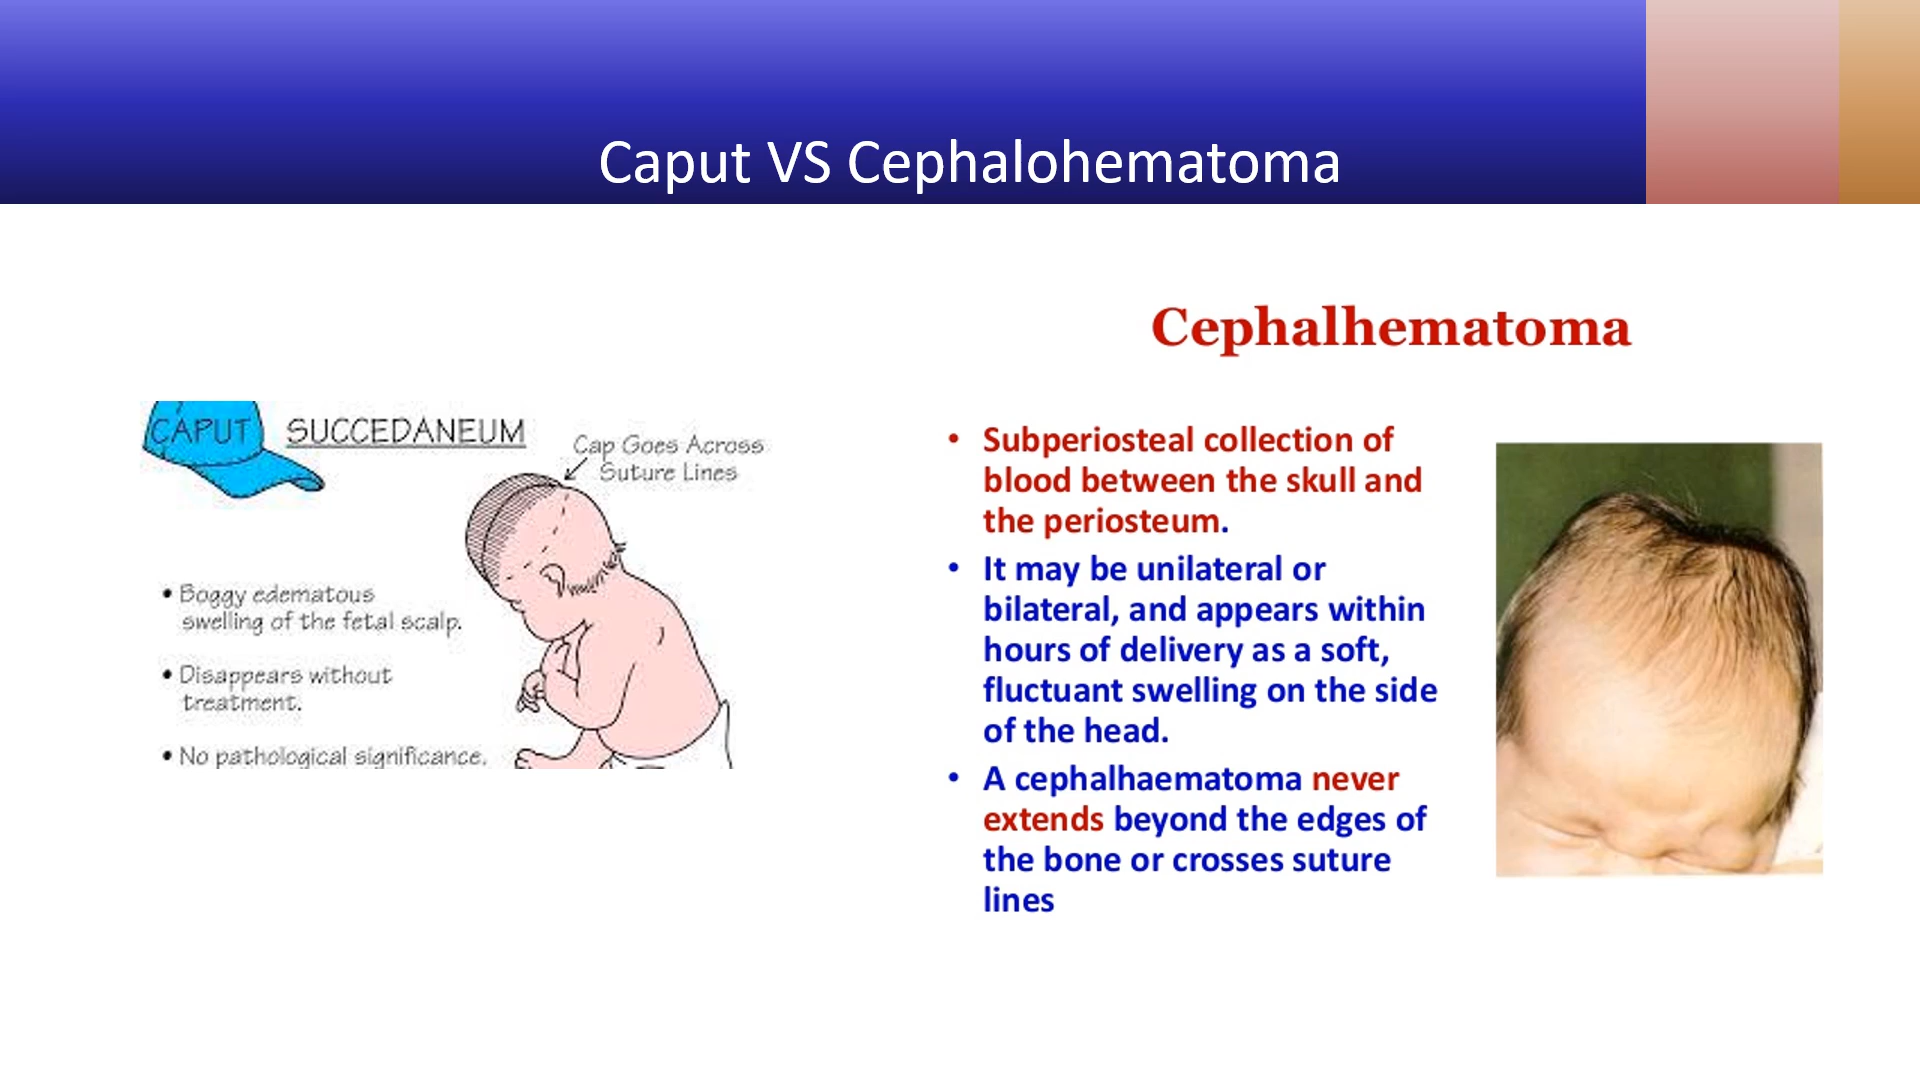 Caput VS Cephalohematoma
CAPUT SUCCEDANEUM
Cap Goes Across
Suture Lines
• Boggy edematous
swelling of the fetal scalp.
• Disappears without
treatment.
• No pathological significance.
Cephalhematoma
• Subperiosteal collection of
blood between the skull and
the periosteum.
• It may be unilateral or
bilateral, and appears within
hours of delivery as a soft,
fluctuant swelling on the side
of the head.
• A cephalhaematoma never
extends beyond the edges of
the bone or crosses suture
lines